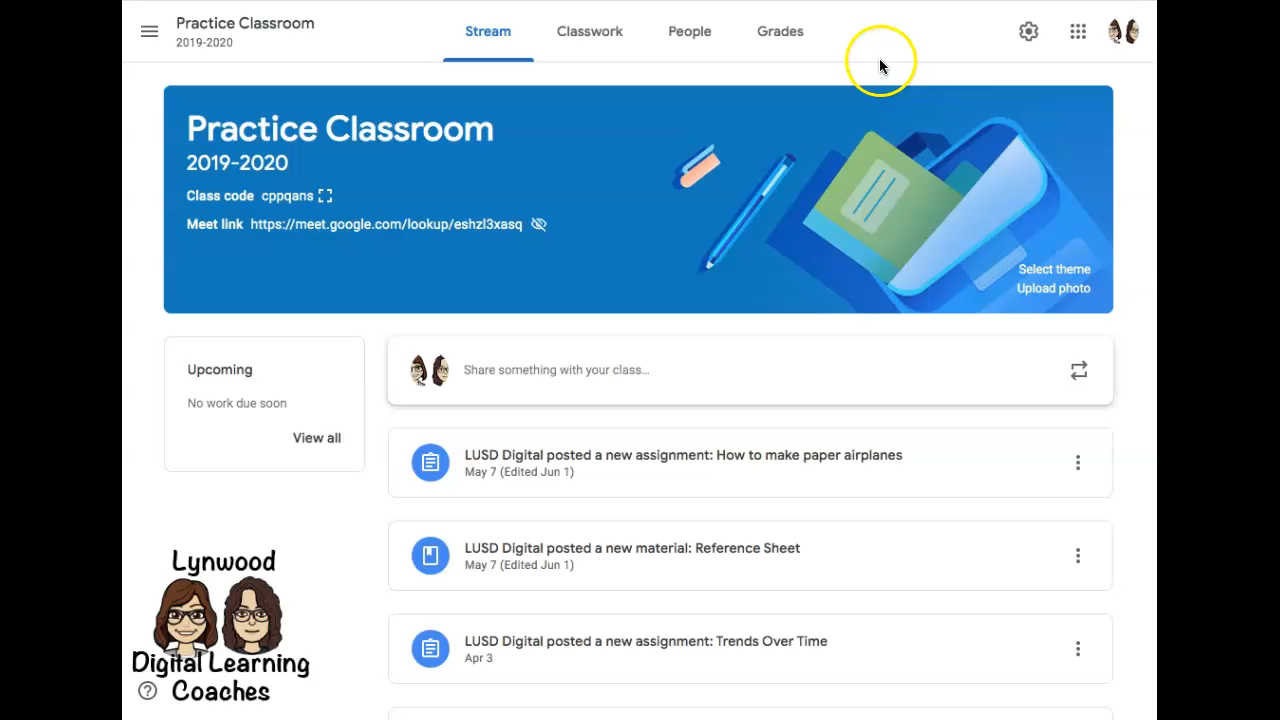 Practice Classroom
2019-2020
Stream
Classwork
People
Grades
Practice Classroom
2019-2020
Class code cppqans
Meet link https://meet.google.com/lookup/eshzl3xasq
Select theme
Upload photo
Upcoming
No work due soon
View all
Share something with your class...
LUSD Digital posted a new assignment: How to make paper airplanes
May 7 (Edited Jun 1)
LUSD Digital posted a new material: Reference Sheet
May 7 (Edited Jun 1)
LUSD Digital posted a new assignment: Trends Over Time
Apr 3
Lynwood
Digital Learning
Coaches